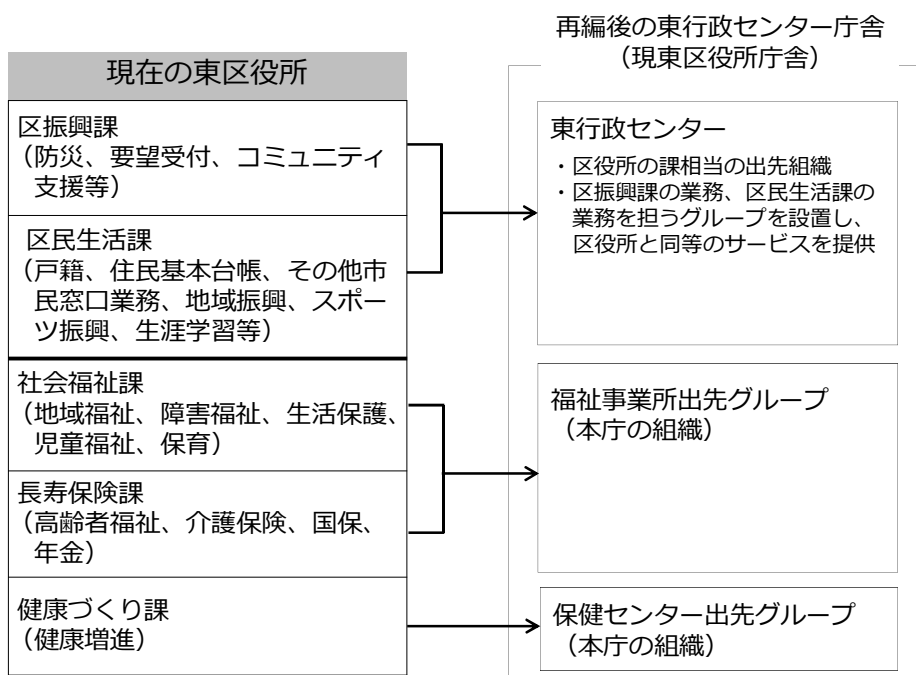 現在の東区役所
区振興課
(防災、要望受付、コミュニティ
支援等)
区民生活課
(戸籍、住民基本台帳、その他市
民窓口業務、地域振興、スポー
ツ振興、生涯学習等)
社会福祉課
(地域福祉、障害福祉、生活保護、
児童福祉、保育)
長寿保険課
(高齢者福祉、介護保険、国保、
年金)
健康づくり課
(健康増進)
再編後の東行政センター庁舎
(現東区役所庁舎)
東行政センター
・区役所の課相当の出先組織
・区振興課の業務、区民生活課の
業務を担うグループを設置し、
区役所と同等のサービスを提供
福祉事業所出先グループ
(本庁の組織)
保健センター出先グループ
(本庁の組織)